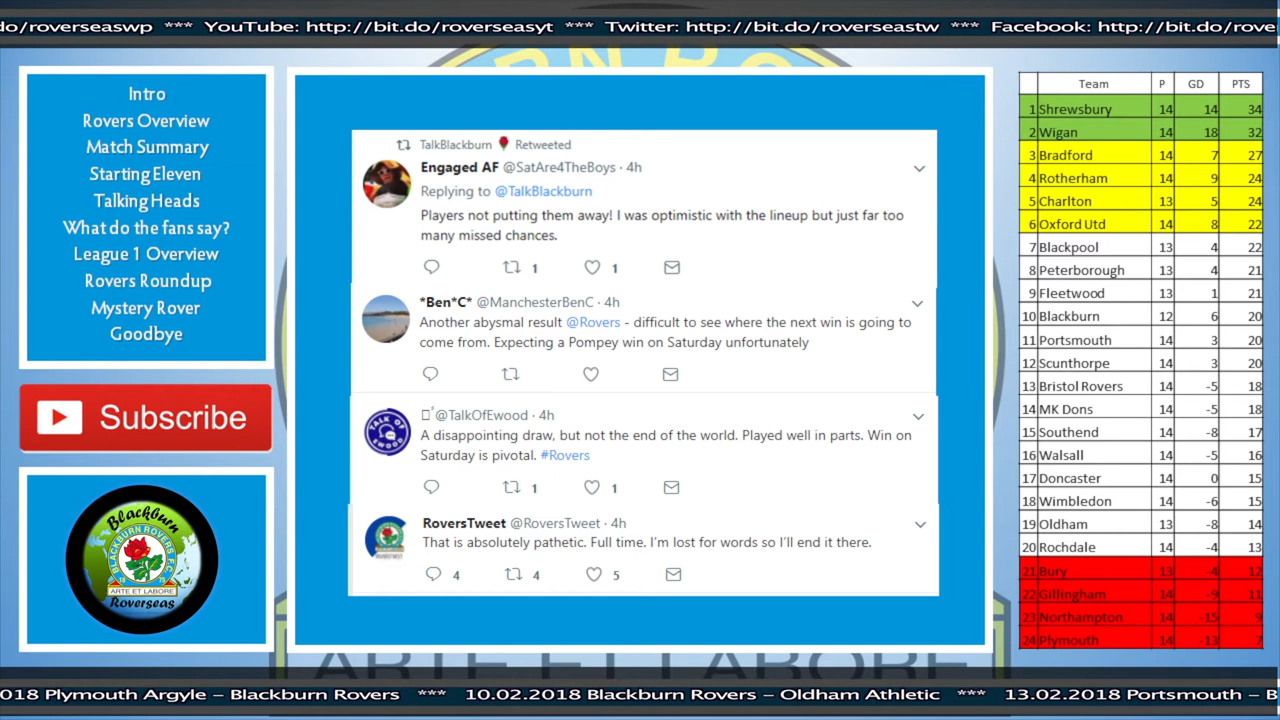 do/roverseaswp *** YouTube: http://bit.do/roverseasyt *** Twitter: http://bit.do/roverseastw *** Facebook: http://bit.do/rove
Intro
Rovers Overview
Match Summary
Starting Eleven
Talking Heads
What do the fans say?
League 1 Overview
Rovers Roundup
Mystery Rover
Goodbye
Subscribe
Blackburn
BLACKBURN ROVERS F.C.
18 75
ARTE ET LABORE
Roverseas
TalkBlackburn Retweeted
Engaged AF @SatAre4TheBoys · 4h
Replying to @TalkBlackburn
Players not putting them away! I was optimistic with the lineup but just far too
many missed chances.
1 1
*Ben*C* @ManchesterBenC · 4h
Another abysmal result @Rovers - difficult to see where the next win is going to
come from. Expecting a Pompey win on Saturday unfortunately
TALK OF EWOOD
@TalkOfEwood · 4h
A disappointing draw, but not the end of the world. Played well in parts. Win on
Saturday is pivotal. #Rovers
1 1
RoversTweet @RoversTweet · 4h
That is absolutely pathetic. Full time. I'm lost for words so I'll end it there.
4 4 5
Team P GD PTS
1 Shrewsbury 14 14 34
2 Wigan 14 18 32
3 Bradford 14 7 27
4 Rotherham 14 9 24
5 Charlton 13 5 24
6 Oxford Utd 14 8 22
7 Blackpool 13 4 22
8 Peterborough 13 4 21
9 Fleetwood 13 1 21
10 Blackburn 12 6 20
11 Portsmouth 14 3 20
12 Scunthorpe 14 3 20
13 Bristol Rovers 14 -5 18
14 MK Dons 14 -5 18
15 Southend 14 -8 17
16 Walsall 14 -5 16
17 Doncaster 14 0 15
18 Wimbledon 14 -6 15
19 Oldham 13 -8 14
20 Rochdale 14 -4 13
21 Bury 13 -4 12
22 Gillingham 14 -9 11
23 Northampton 14 -15 9
24 Plymouth 14 -13 7
ARTE ET LABORE
018 Plymouth Argyle – Blackburn Rovers *** 10.02.2018 Blackburn Rovers – Oldham Athletic *** 13.02.2018 Portsmouth – B